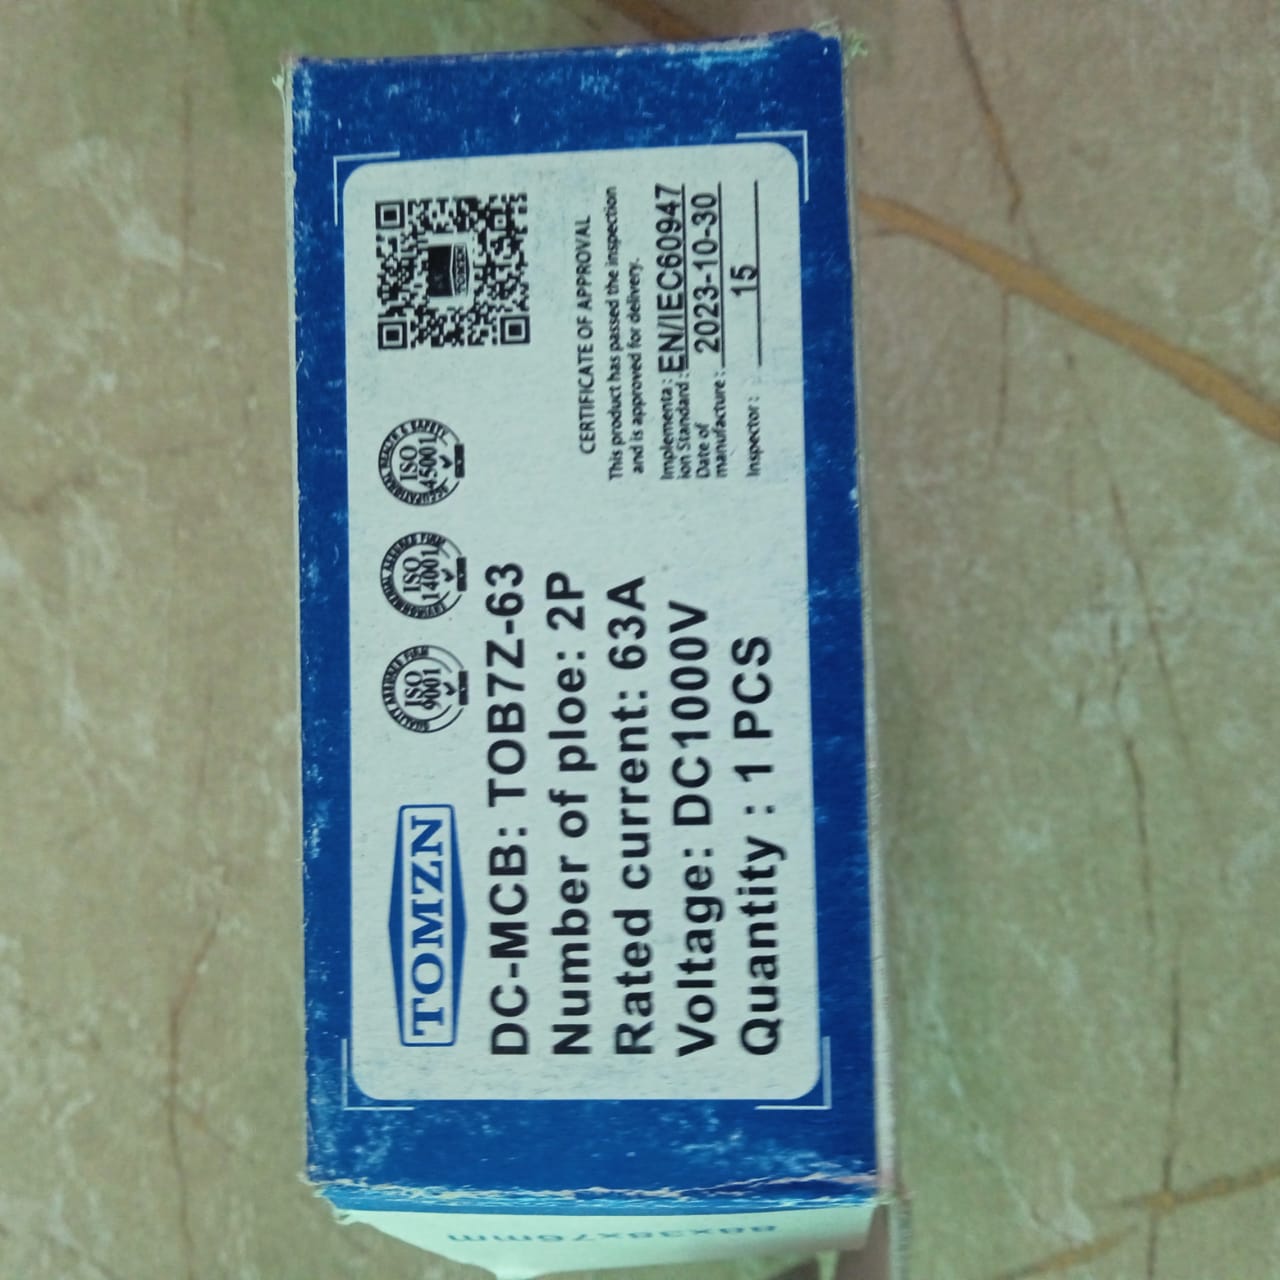 TOMZN
ISO
9001
ISO
14001
ISO
45001
TOMZN
DC-MCB: TOB7Z-63
Number of ploe: 2P
Rated current: 63A
Voltage: DC1000V
Quantity : 1 PCS
CERTIFICATE OF APPROVAL
This product has passed the inspection
and is approved for delivery.
Implementa : EN/IEC60947
ion Standard :
Date of
manufacture : 2023-10-30
Inspector : 15